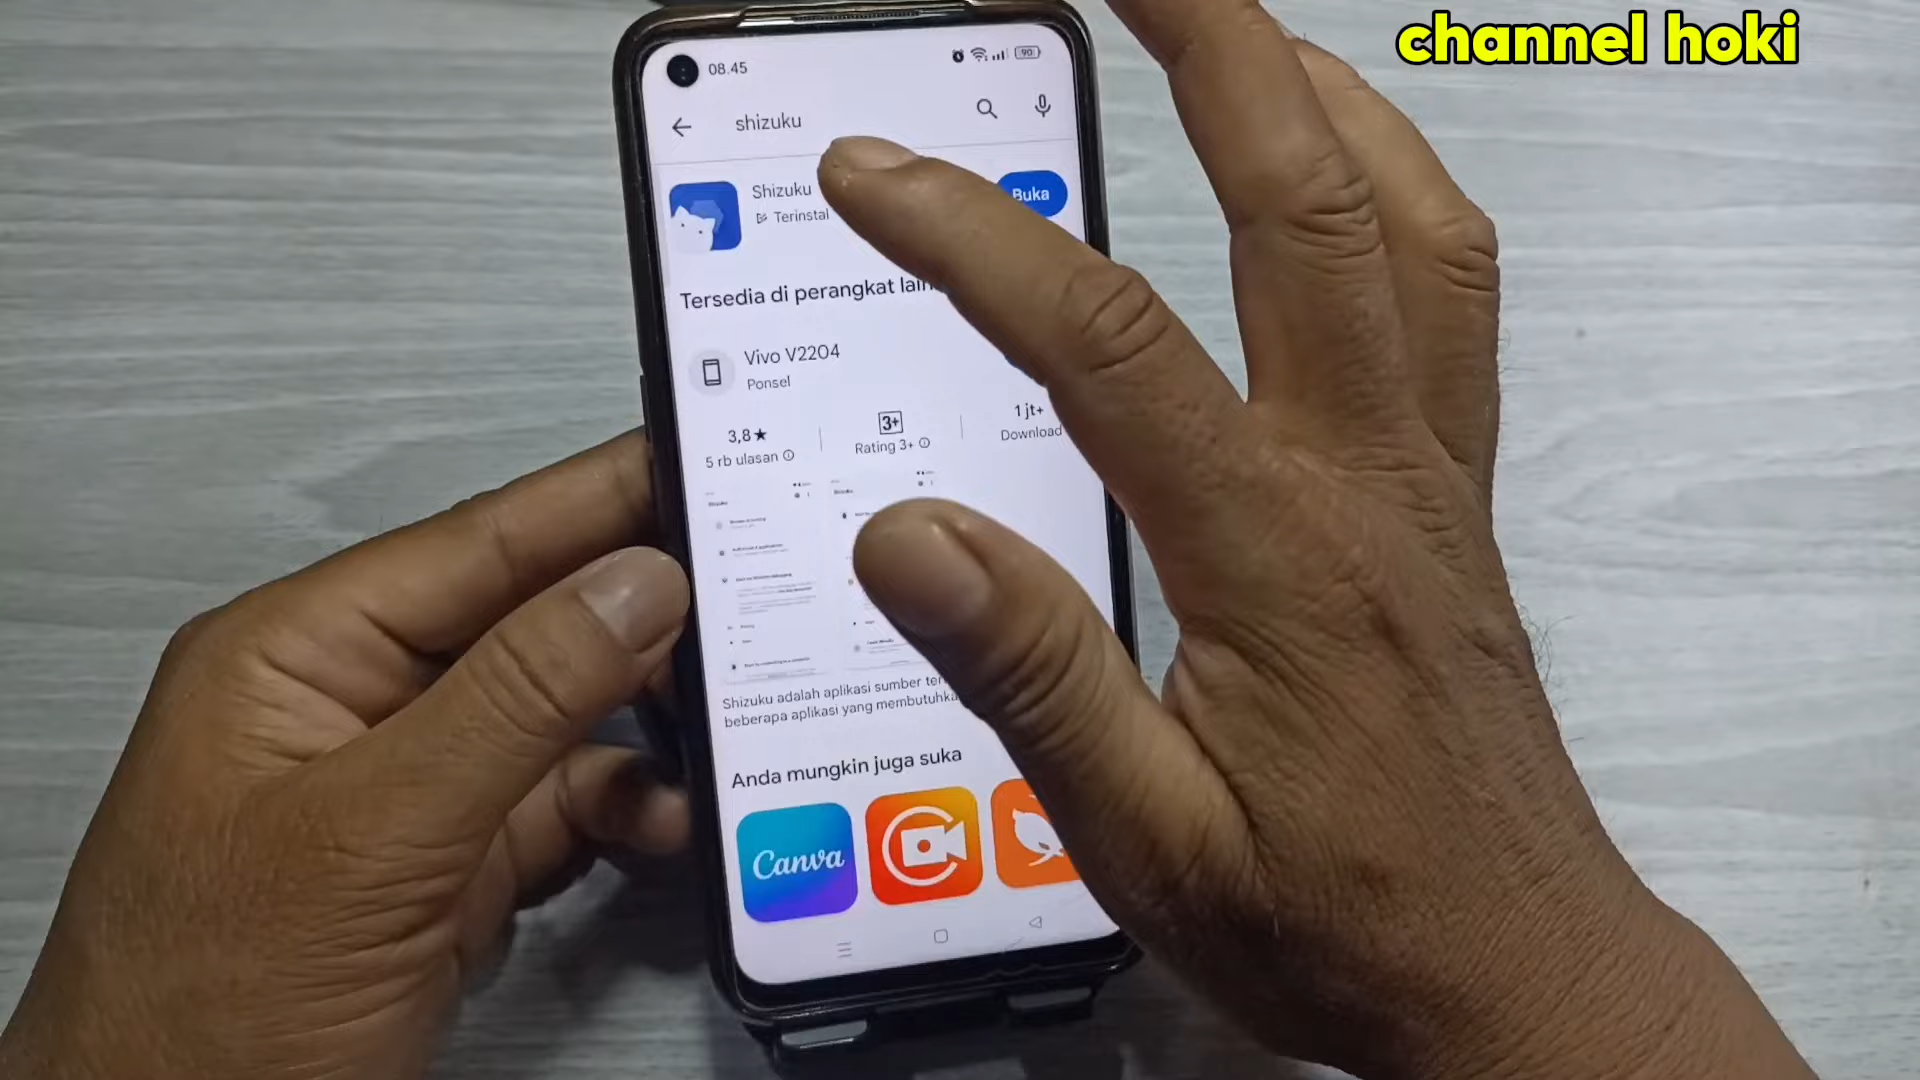 channel hoki
08.45
90
shizuku
Shizuku
Buka
Terinstal
Tersedia di perangkat lain
Vivo V2204
Ponsel
3,8★
3+
1 jt+
5 rb ulasan
Rating 3+
Download
Shizuku adalah aplikasi sumber
beberapa aplikasi yang
Anda mungkin juga suka
Canva